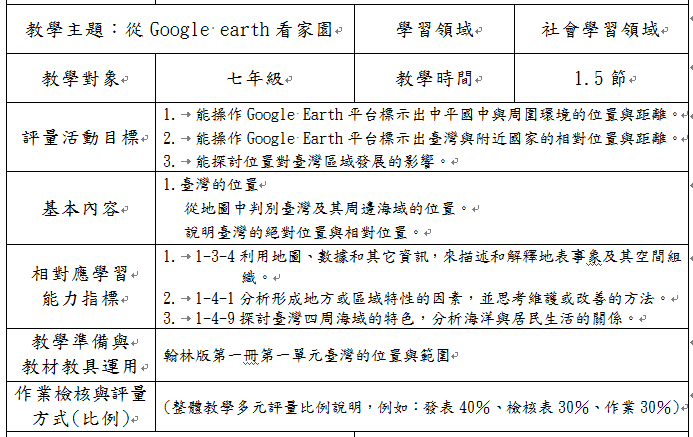 教學主題：從 Google earth 看家園 學習領域 社會學習領域
教學對象 七年級 教學時間 1.5 節
評量活動目標
1. 能操作 Google Earth 平台標示出中平國中與周圍環境的位置與距離。
2. 能操作 Google Earth 平台標示出臺灣與附近國家的相對位置與距離。
3. 能探討位置對臺灣區域發展的影響。
基本內容
1.臺灣的位置
從地圖中判別臺灣及其周邊海域的位置。
說明臺灣的絕對位置與相對位置。
相對應學習
能力指標
1. 1-3-4 利用地圖、數據和其它資訊，來描述和解釋地表事象及其空間組
織。
2. 1-4-1 分析形成地方或區域特性的因素，並思考維護或改善的方法。
3. 1-4-9 探討臺灣四周海域的特色，分析海洋與居民生活的關係。
教學準備與
教材教具運用
翰林版第一冊第一單元臺灣的位置與範圍
作業檢核與評量
方式(比例)
(整體教學多元評量比例說明，例如：發表 40%、檢核表 30%、作業 30%)